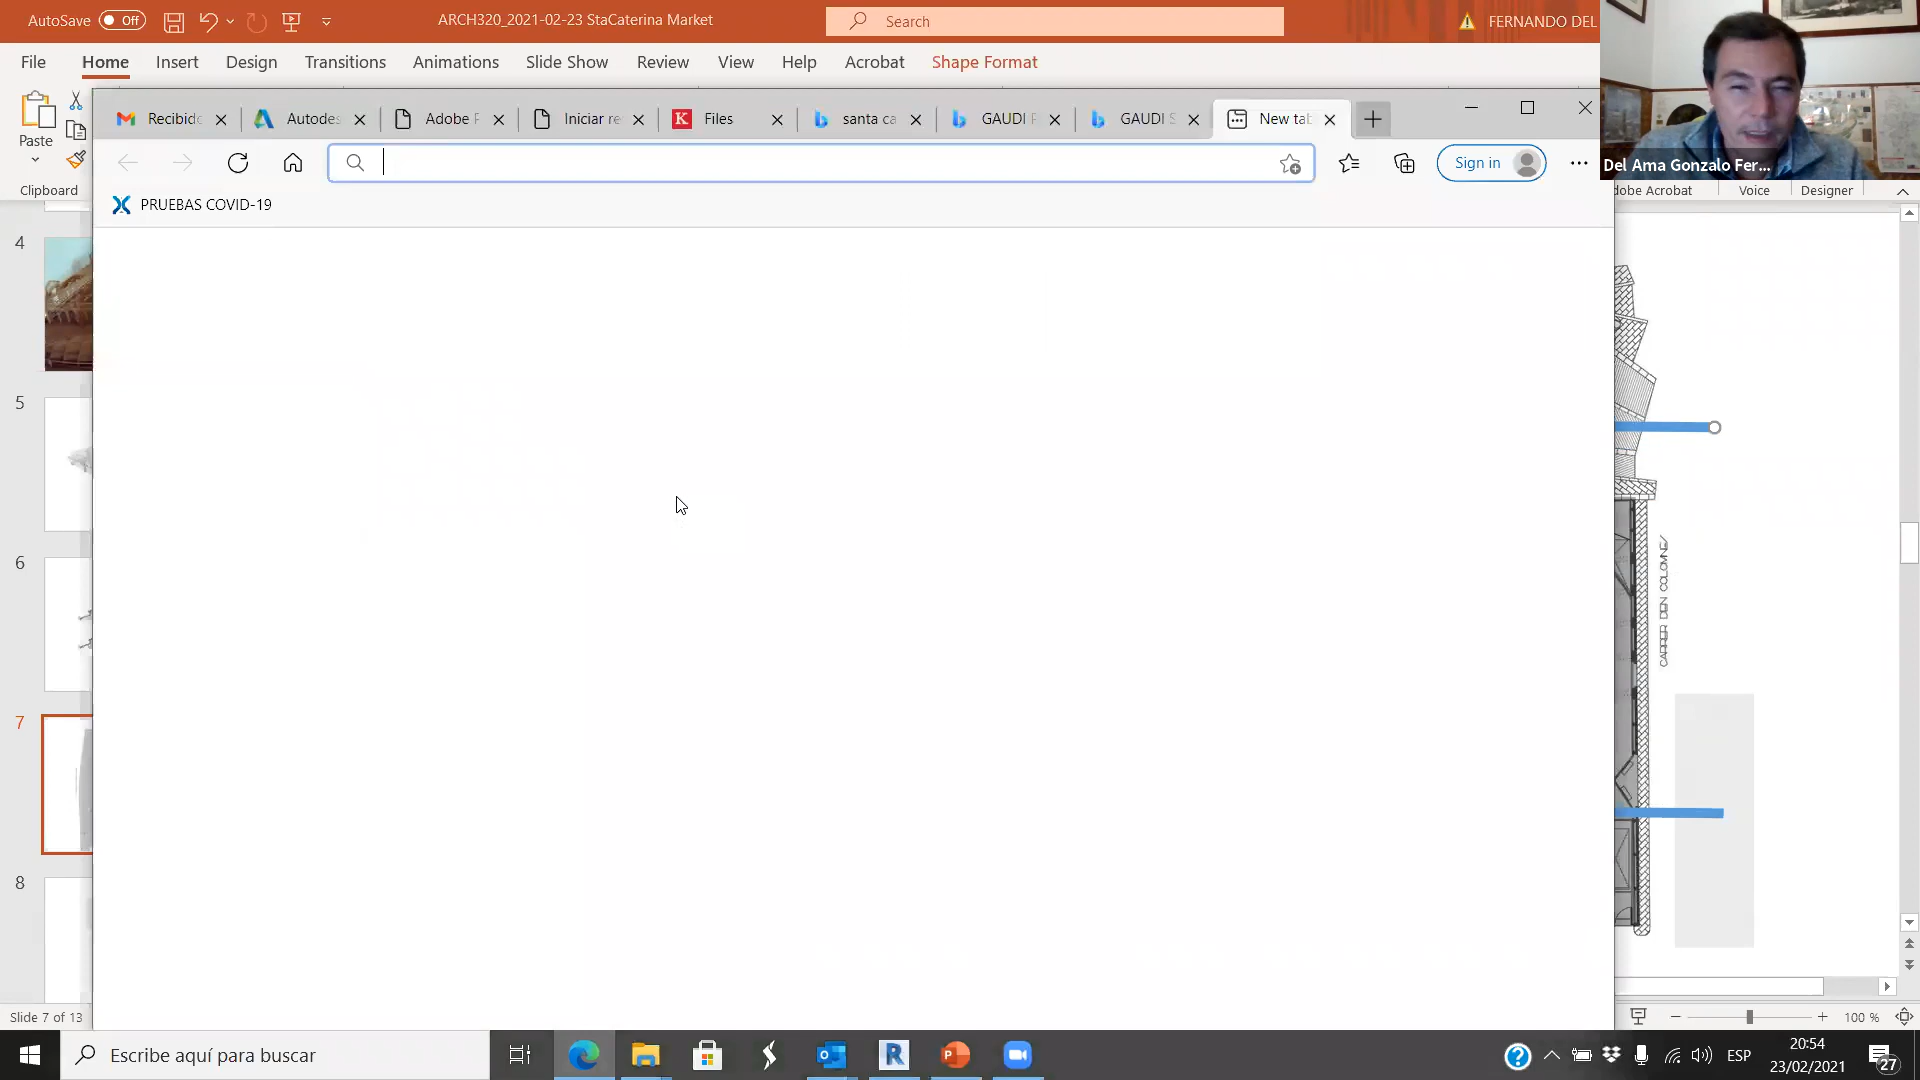 AutoSave Off ARCH320_2021-02-23 StaCaterina Market Search FERNANDO DEL
File Home Insert Design Transitions Animations Slide Show Review View Help Acrobat Shape Format
Paste
Clipboard
Adobe Acrobat Voice Designer
Del Ama Gonzalo Fer...
Recibido Autodes Adobe F Iniciar re Files santa ca GAUDI F GAUDI S New tab
Sign in
PRUEBAS COVID-19
4
5
6
7
8
CARRER DEN COLOMINES
Slide 7 of 13 100 %
Escribe aquí para buscar ESP 20:54
23/02/2021 27